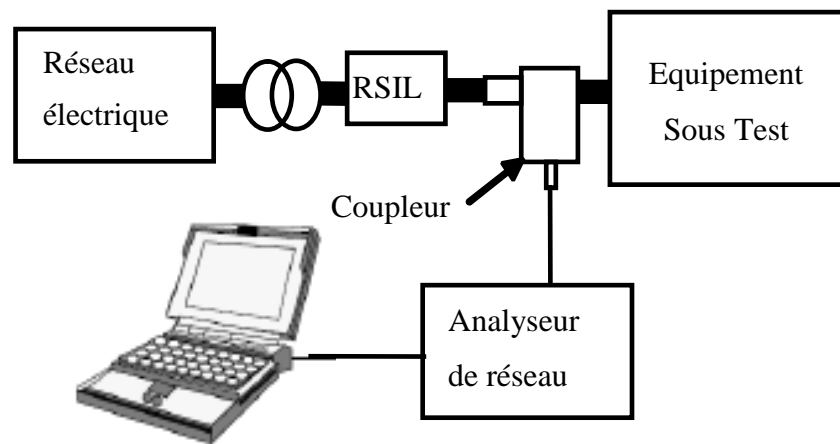 Réseau
électrique
RSIL
Equipement
Sous Test
Coupleur
Analyseur
de réseau